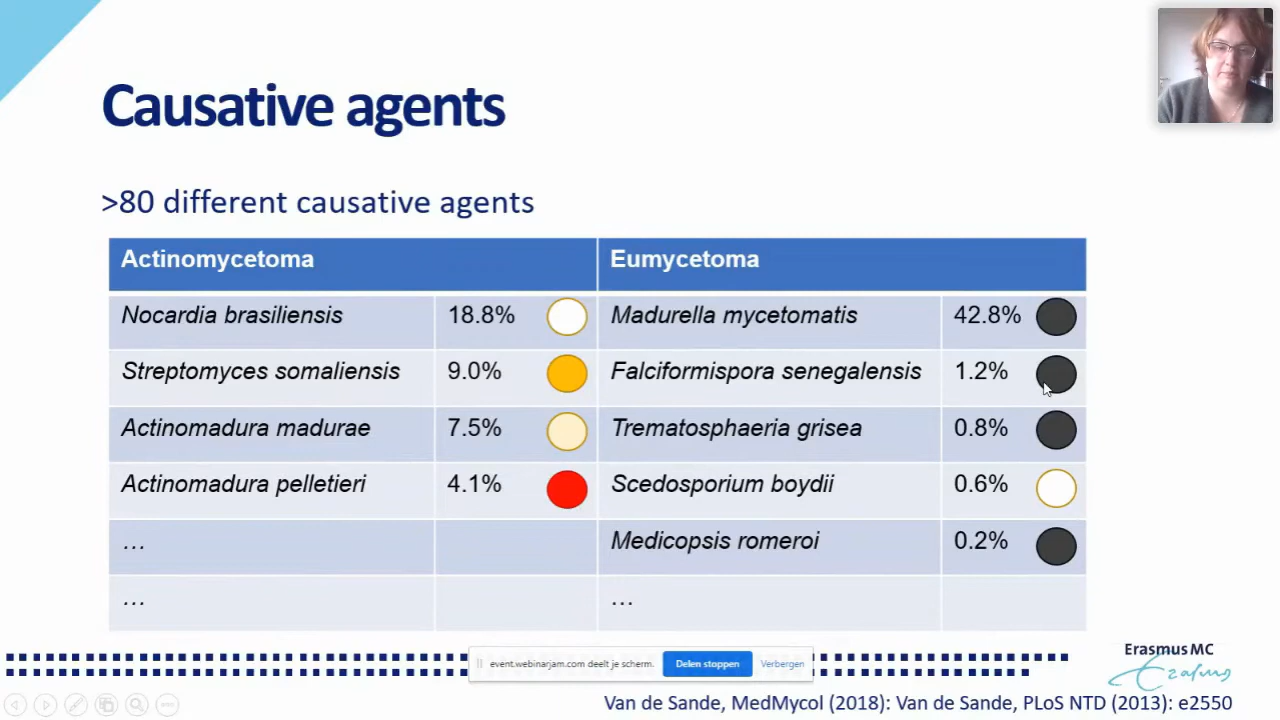 Causative agents
>80 different causative agents
Actinomycetoma Eumycetoma
Nocardia brasiliensis 18.8% Madurella mycetomatis 42.8%
Streptomyces somaliensis 9.0% Falciformispora senegalensis 1.2%
Actinomadura madurae 7.5% Trematosphaeria grisea 0.8%
Actinomadura pelletieri 4.1% Scedosporium boydii 0.6%
… Medicopsis romeroi 0.2%
… …
Erasmus MC
Erasmus
event.webinarjam.com deelt je scherm. Delen stoppen Verbergen
Van de Sande, MedMycol (2018): Van de Sande, PLoS NTD (2013): e2550